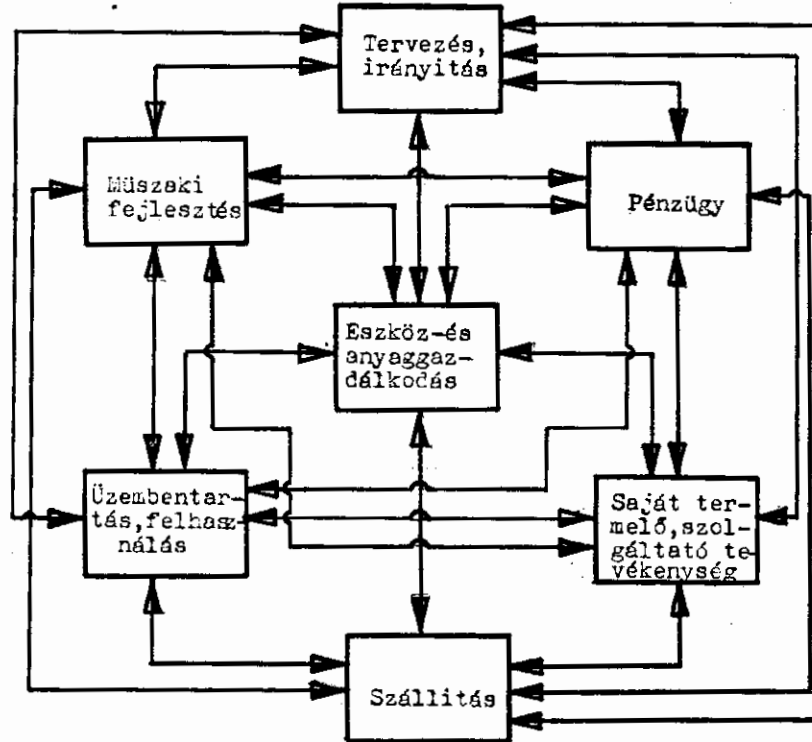 Tervezés,
irányitás
Müszaki
fejlesztés
Pénzügy
Eszköz-és
anyaggaz-
dálkodás
Üzembentar-
tás,felhasz-
nálás
Saját ter-
melő,szol-
gáltató te-
vékenység
Szállitás